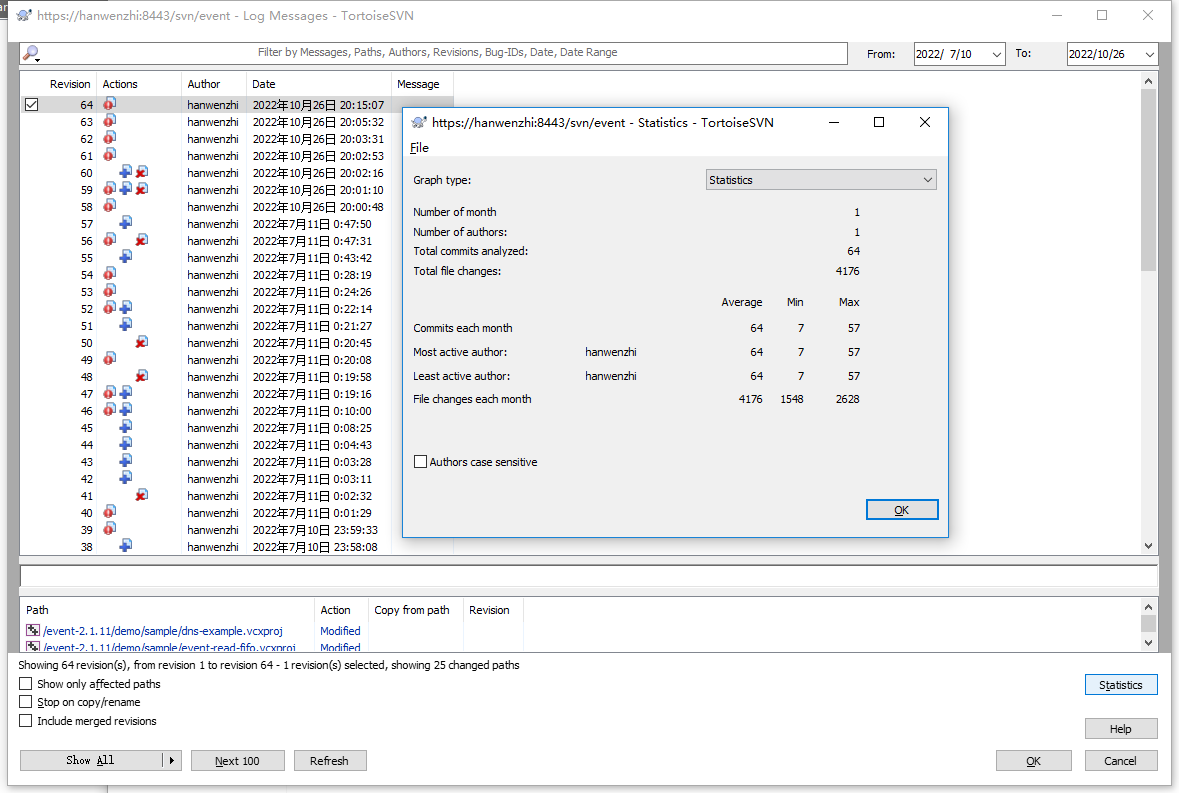 https://hanwenzhi:8443/svn/event - Log Messages - TortoiseSVN
Filter by Messages, Paths, Authors, Revisions, Bug-IDs, Date, Date Range
From: 2022/ 7/10 To: 2022/10/26
Revision Actions Author Date Message
64 hanwenzhi 2022年10月26日 20:15:07
63 hanwenzhi 2022年10月26日 20:05:32
62 hanwenzhi 2022年10月26日 20:03:31
61 hanwenzhi 2022年10月26日 20:02:53
60 hanwenzhi 2022年10月26日 20:02:16
59 hanwenzhi 2022年10月26日 20:01:10
58 hanwenzhi 2022年10月26日 20:00:48
57 hanwenzhi 2022年7月11日 0:47:50
56 hanwenzhi 2022年7月11日 0:47:31
55 hanwenzhi 2022年7月11日 0:43:42
54 hanwenzhi 2022年7月11日 0:28:19
53 hanwenzhi 2022年7月11日 0:24:26
52 hanwenzhi 2022年7月11日 0:22:14
51 hanwenzhi 2022年7月11日 0:21:27
50 hanwenzhi 2022年7月11日 0:20:45
49 hanwenzhi 2022年7月11日 0:20:08
48 hanwenzhi 2022年7月11日 0:19:58
47 hanwenzhi 2022年7月11日 0:19:16
46 hanwenzhi 2022年7月11日 0:10:00
45 hanwenzhi 2022年7月11日 0:08:25
44 hanwenzhi 2022年7月11日 0:04:43
43 hanwenzhi 2022年7月11日 0:03:28
42 hanwenzhi 2022年7月11日 0:03:11
41 hanwenzhi 2022年7月11日 0:02:32
40 hanwenzhi 2022年7月11日 0:01:29
39 hanwenzhi 2022年7月10日 23:59:33
38 hanwenzhi 2022年7月10日 23:58:08
https://hanwenzhi:8443/svn/event - Statistics - TortoiseSVN
File
Graph type: Statistics
Number of month 1
Number of authors: 1
Total commits analyzed: 64
Total file changes: 4176
Average Min Max
Commits each month 64 7 57
Most active author: hanwenzhi 64 7 57
Least active author: hanwenzhi 64 7 57
File changes each month 4176 1548 2628
Authors case sensitive
OK
Path Action Copy from path Revision
/event-2.1.11/demo/sample/dns-example.vcxproj Modified
/event-2.1.11/demo/sample/event-read-fifo.vcxproj Modified
Showing 64 revision(s), from revision 1 to revision 64 - 1 revision(s) selected, showing 25 changed paths
Show only affected paths
Statistics
Stop on copy/rename
Include merged revisions
Help
Show All Next 100 Refresh OK Cancel